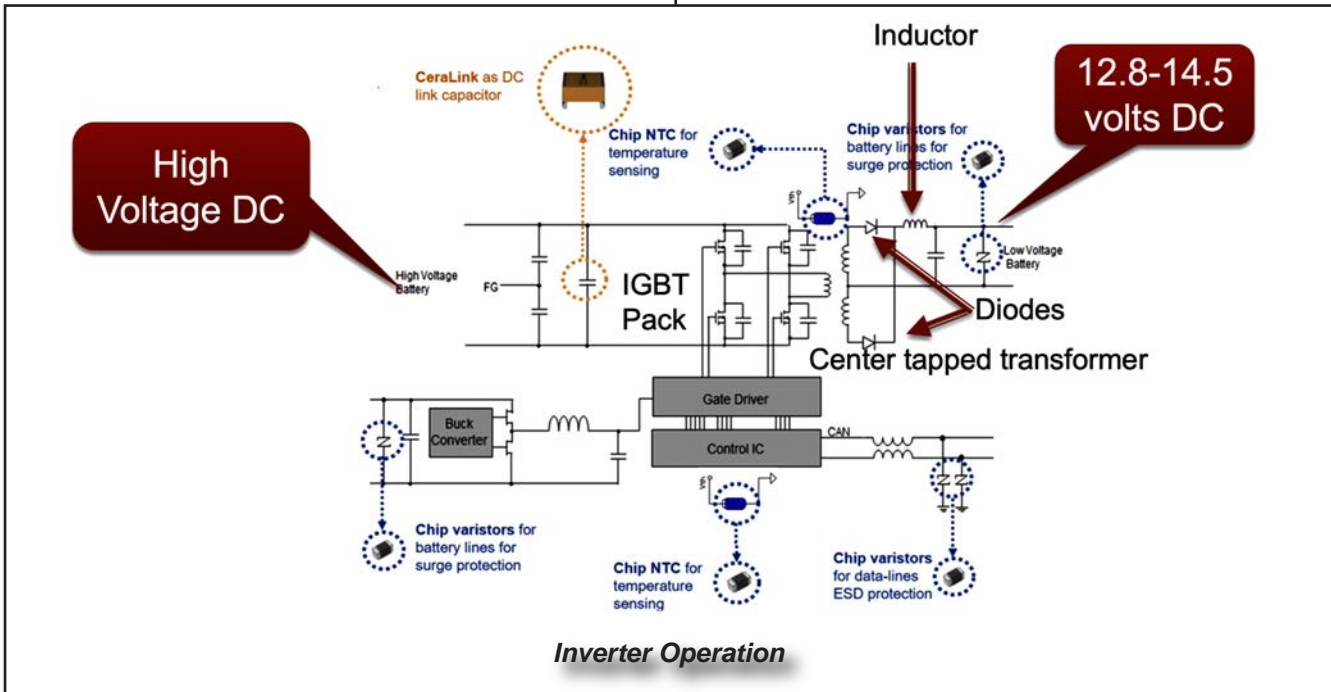 Inductor
12.8-14.5
volts DC
CeraLink as DC
link capacitor
Chip NTC for
temperature
sensing
Chip varistors for
battery lines for
surge protection
High
Voltage DC
Vth
High Voltage
Battery
FG
IGBT
Pack
Low Voltage
Battery
Diodes
Center tapped transformer
Gate Driver
Buck
Converter
Control IC
CAN
Vth
Chip varistors for
battery lines for
surge protection
Chip NTC for
temperature
sensing
Chip varistors
for data-lines
ESD protection
Inverter Operation